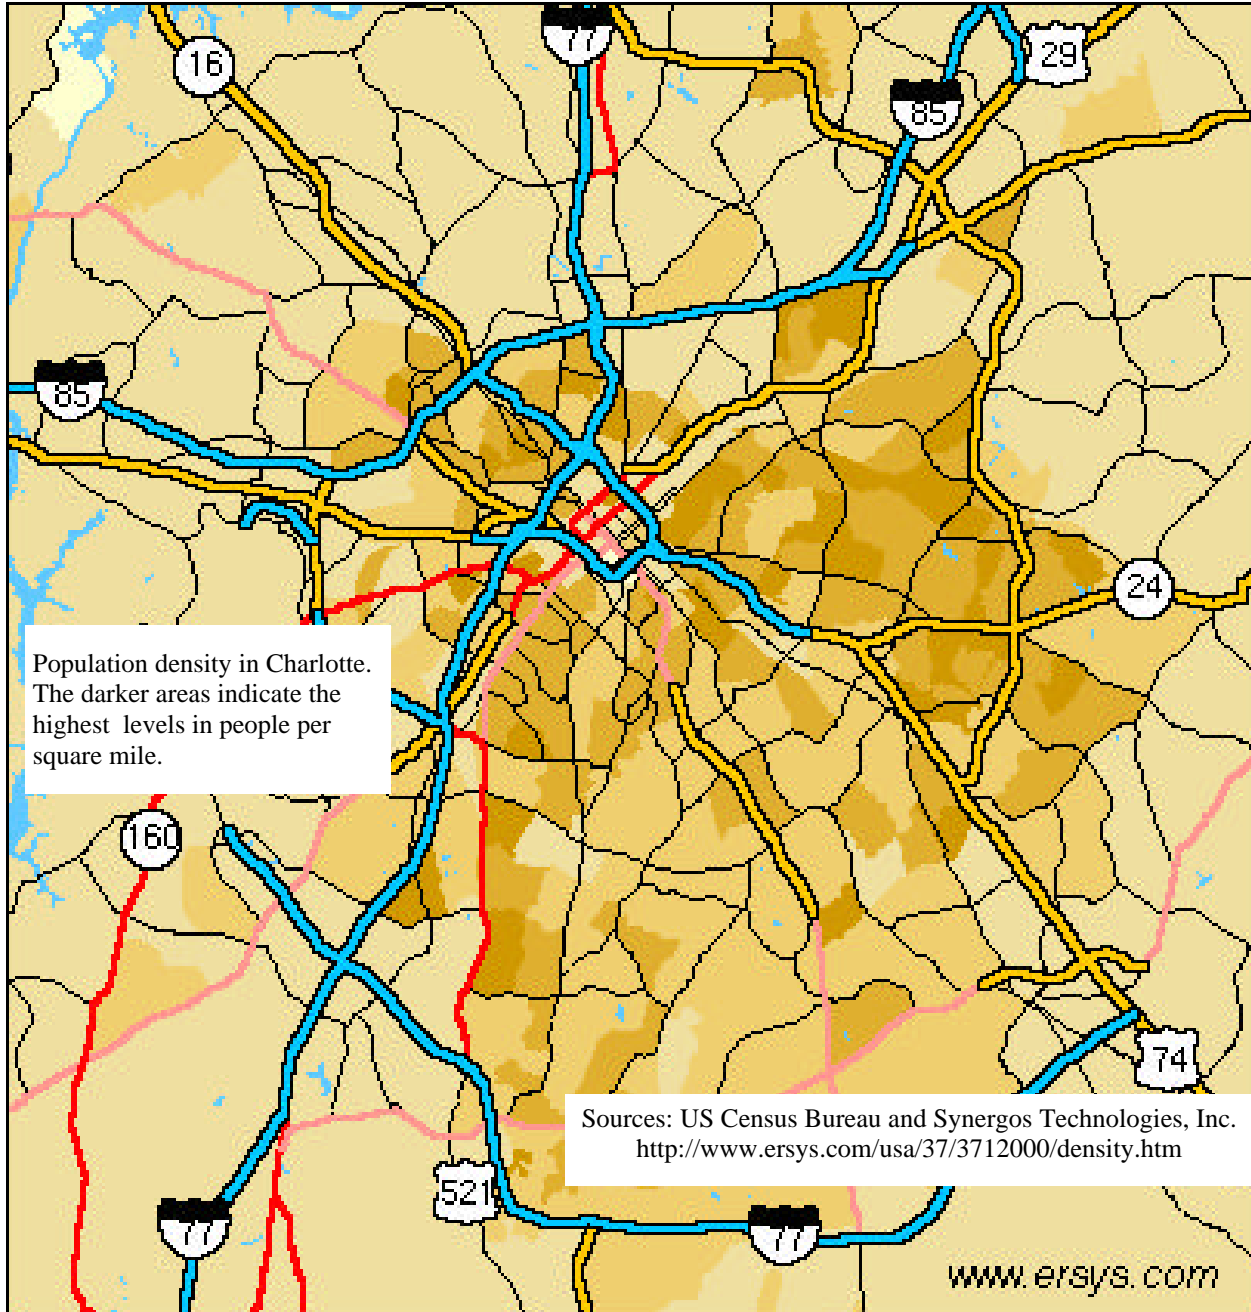 77
16
29
85
85
24
Population density in Charlotte.
The darker areas indicate the
highest levels in people per
square mile.
160
74
Sources: US Census Bureau and Synergos Technologies, Inc.
http://www.ersys.com/usa/37/3712000/density.htm
521
77
77
www.ersys.com